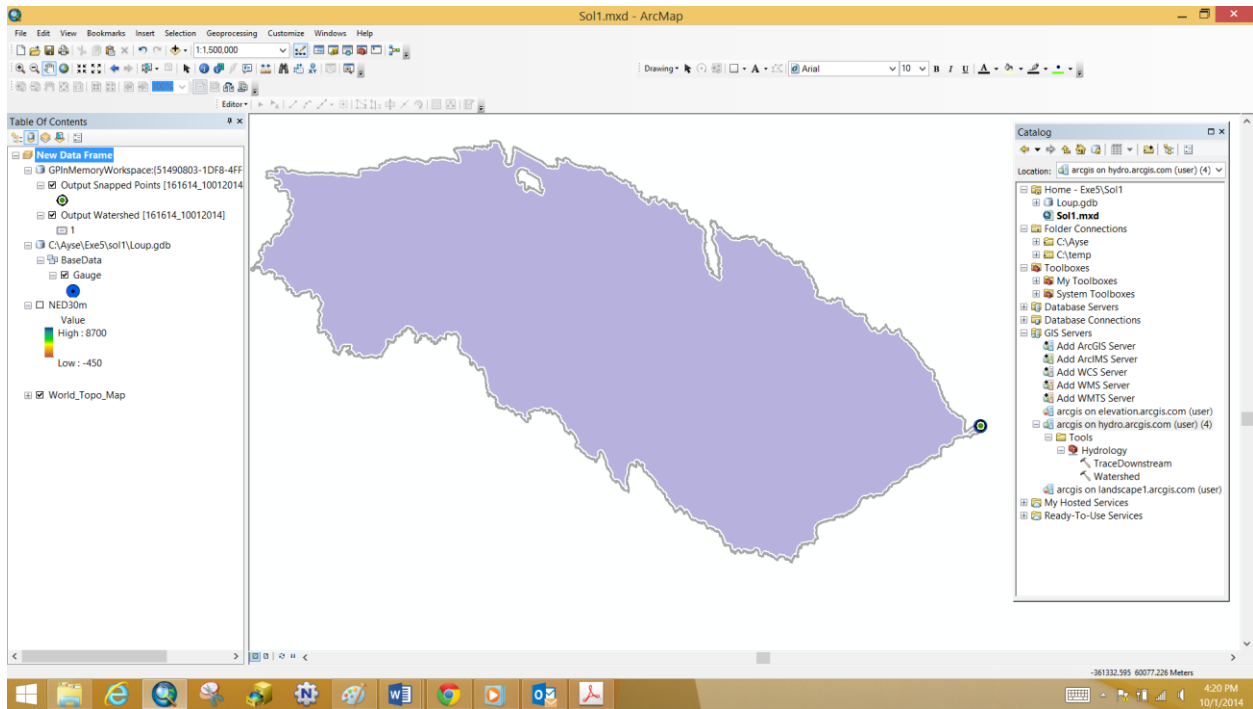 Sol1.mxd - ArcMap
File Edit View Bookmarks Insert Selection Geoprocessing Customize Windows Help
1:1,500,000
Drawing
A
Arial
10
B I U A
100%
Editor
Table Of Contents
New Data Frame
GPInMemoryWorkspace:{51490803-1DF8-4FF
Output Snapped Points [161614_10012014
Output Watershed [161614_10012014]
1
C:\Ayse\Exe5\sol1\Loup.gdb
BaseData
Gauge
NED30m
Value
High : 8700
Low : -450
World_Topo_Map
Catalog
Location: arcgis on hydro.arcgis.com (user) (4)
Home - Exe5\Sol1
Loup.gdb
Sol1.mxd
Folder Connections
C:\Ayse
C:\temp
Toolboxes
My Toolboxes
System Toolboxes
Database Servers
Database Connections
GIS Servers
Add ArcGIS Server
Add ArcIMS Server
Add WCS Server
Add WMS Server
Add WMTS Server
arcgis on elevation.arcgis.com (user)
arcgis on hydro.arcgis.com (user) (4)
Tools
Hydrology
TraceDownstream
Watershed
arcgis on landscape1.arcgis.com (user)
My Hosted Services
Ready-To-Use Services
-361332.595 60077.226 Meters
4:20 PM
10/1/2014